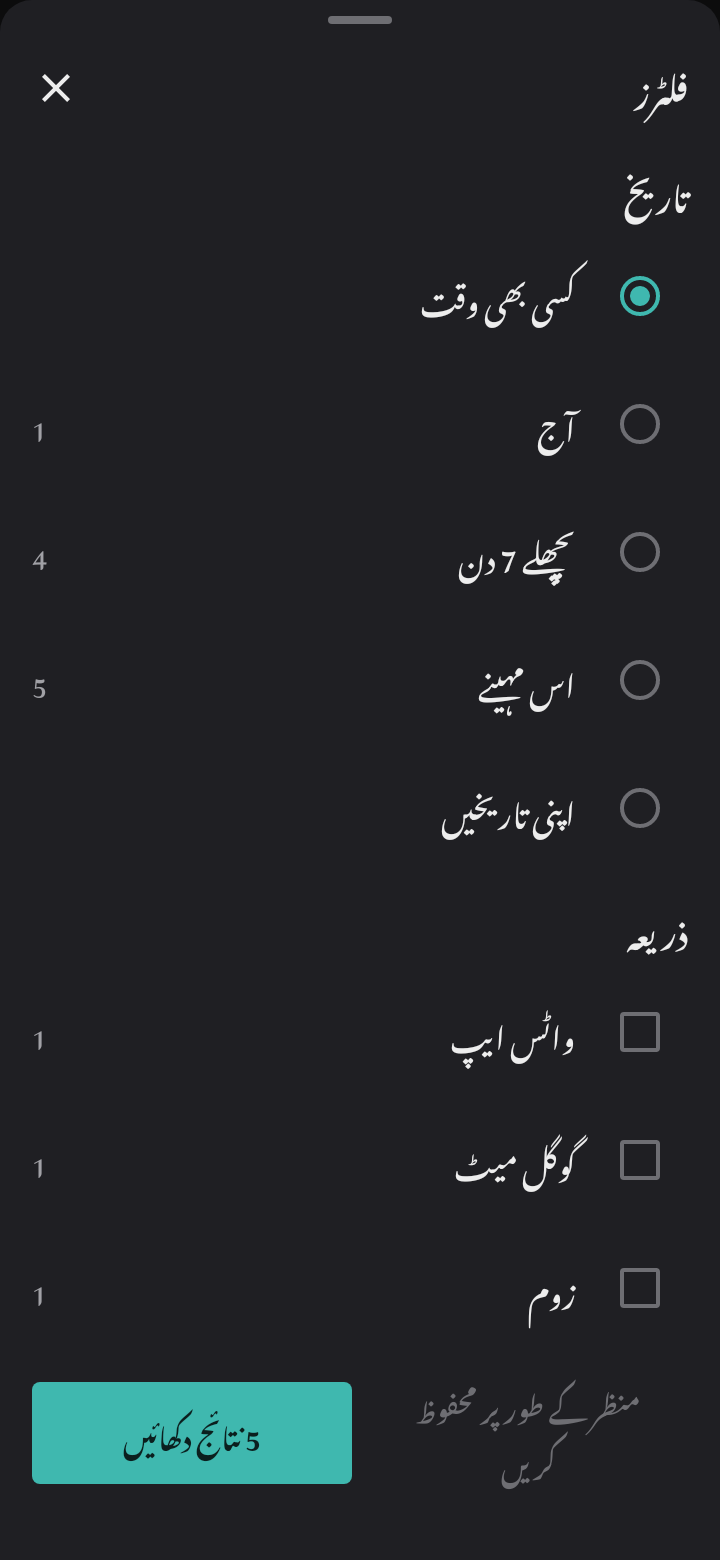 فلٹرز
تاریخ
کسی بھی وقت
آج
1
پچھلے 7 دن
4
اس مہینے
5
اپنی تاریخیں
ذریعہ
واٹس ایپ
1
گوگل میٹ
1
زوم
1
منظر کے طور پر محفوظ
کریں
5 نتائج دکھائیں